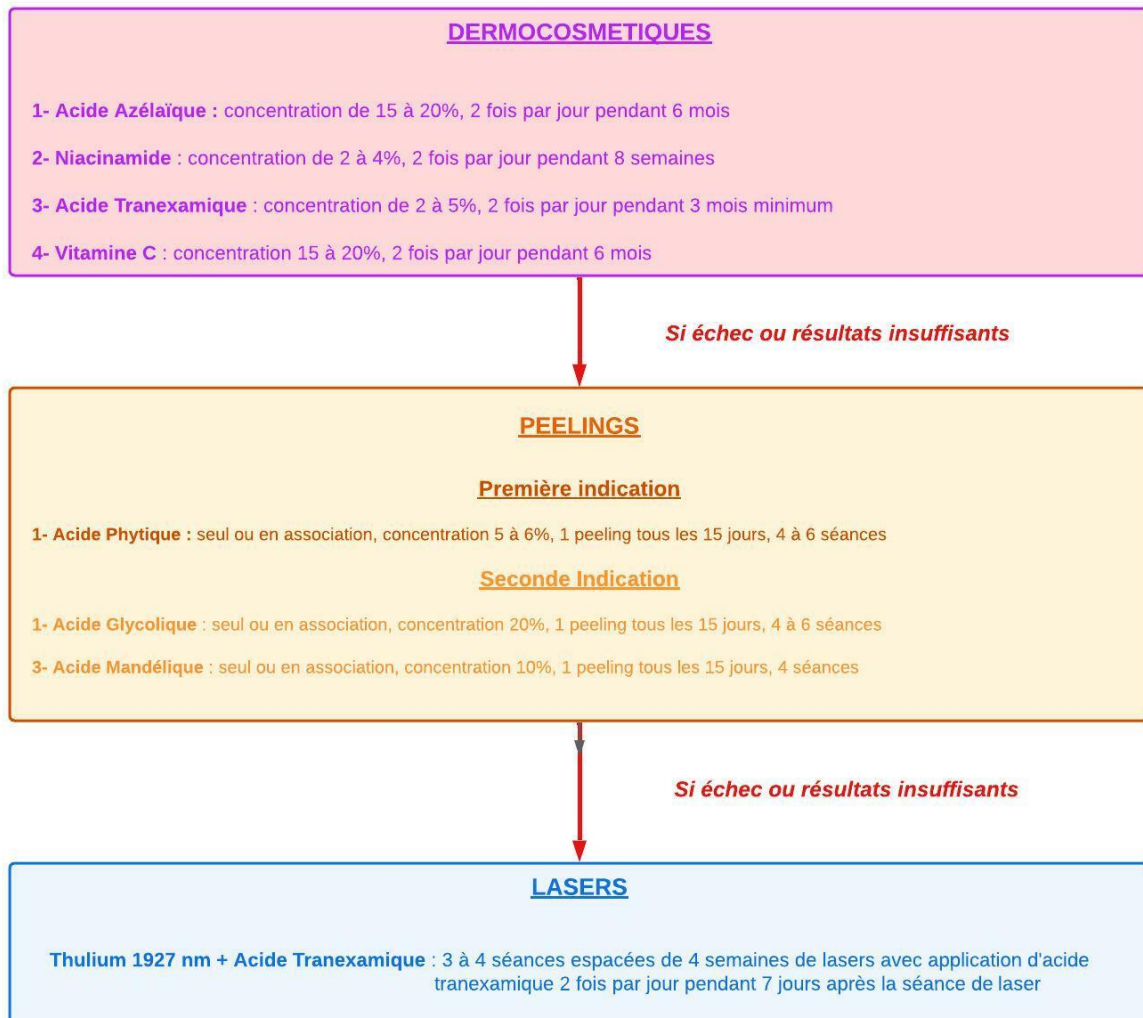 DERMOCOSMETIQUES
1- Acide Azélaïque : concentration de 15 à 20%, 2 fois par jour pendant 6 mois
2- Niacinamide : concentration de 2 à 4%, 2 fois par jour pendant 8 semaines
3- Acide Tranexamique : concentration de 2 à 5%, 2 fois par jour pendant 3 mois minimum
4- Vitamine C : concentration 15 à 20%, 2 fois par jour pendant 6 mois
Si échec ou résultats insuffisants
PEELINGS
Première indication
1- Acide Phytique : seul ou en association, concentration 5 à 6%, 1 peeling tous les 15 jours, 4 à 6 séances
Seconde Indication
1- Acide Glycolique : seul ou en association, concentration 20%, 1 peeling tous les 15 jours, 4 à 6 séances
3- Acide Mandélique : seul ou en association, concentration 10%, 1 peeling tous les 15 jours, 4 séances
Si échec ou résultats insuffisants
LASERS
Thulium 1927 nm + Acide Tranexamique : 3 à 4 séances espacées de 4 semaines de lasers avec application d'acide
tranexamique 2 fois par jour pendant 7 jours après la séance de laser